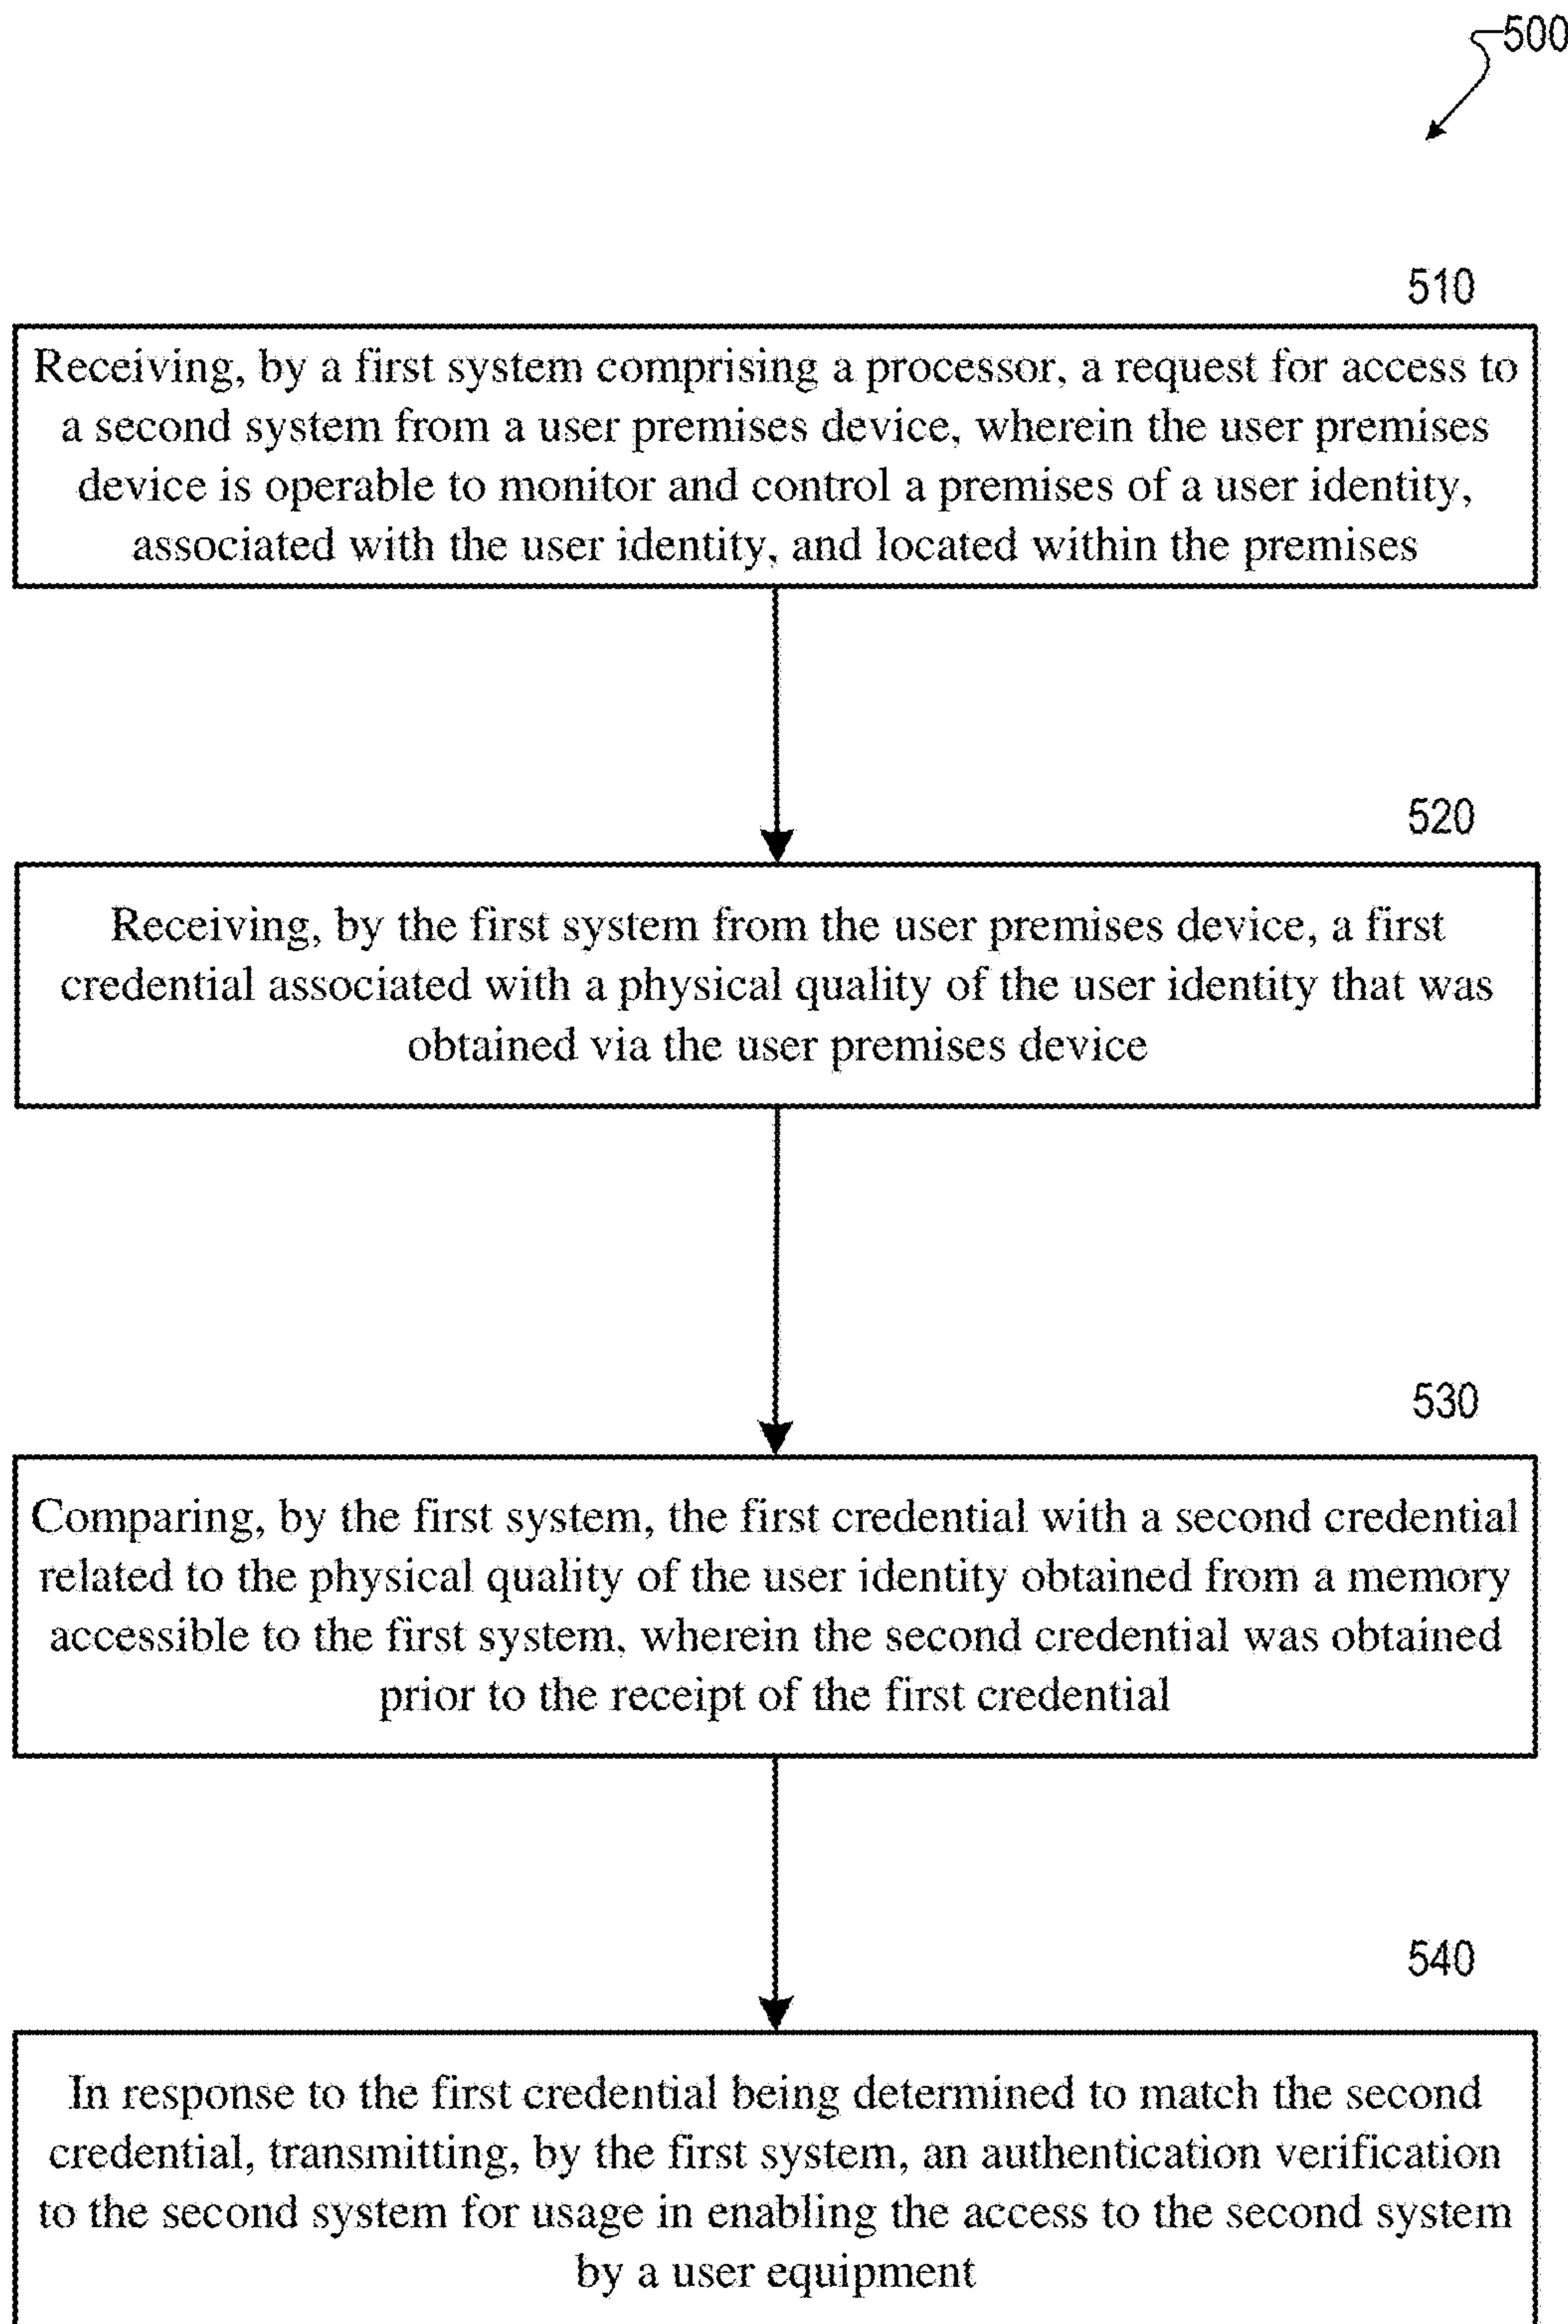 500
510
Receiving, by a first system comprising a processor, a request for access to
a second system from a user premises device, wherein the user premises
device is operable to monitor and control a premises of a user identity,
associated with the user identity, and located within the premises
520
Receiving, by the first system from the user premises device, a first
credential associated with a physical quality of the user identity that was
obtained via the user premises device
530
Comparing, by the first system, the first credential with a second credential
related to the physical quality of the user identity obtained from a memory
accessible to the first system, wherein the second credential was obtained
prior to the receipt of the first credential
540
In response to the first credential being determined to match the second
credential, transmitting, by the first system, an authentication verification
to the second system for usage in enabling the access to the second system
by a user equipment